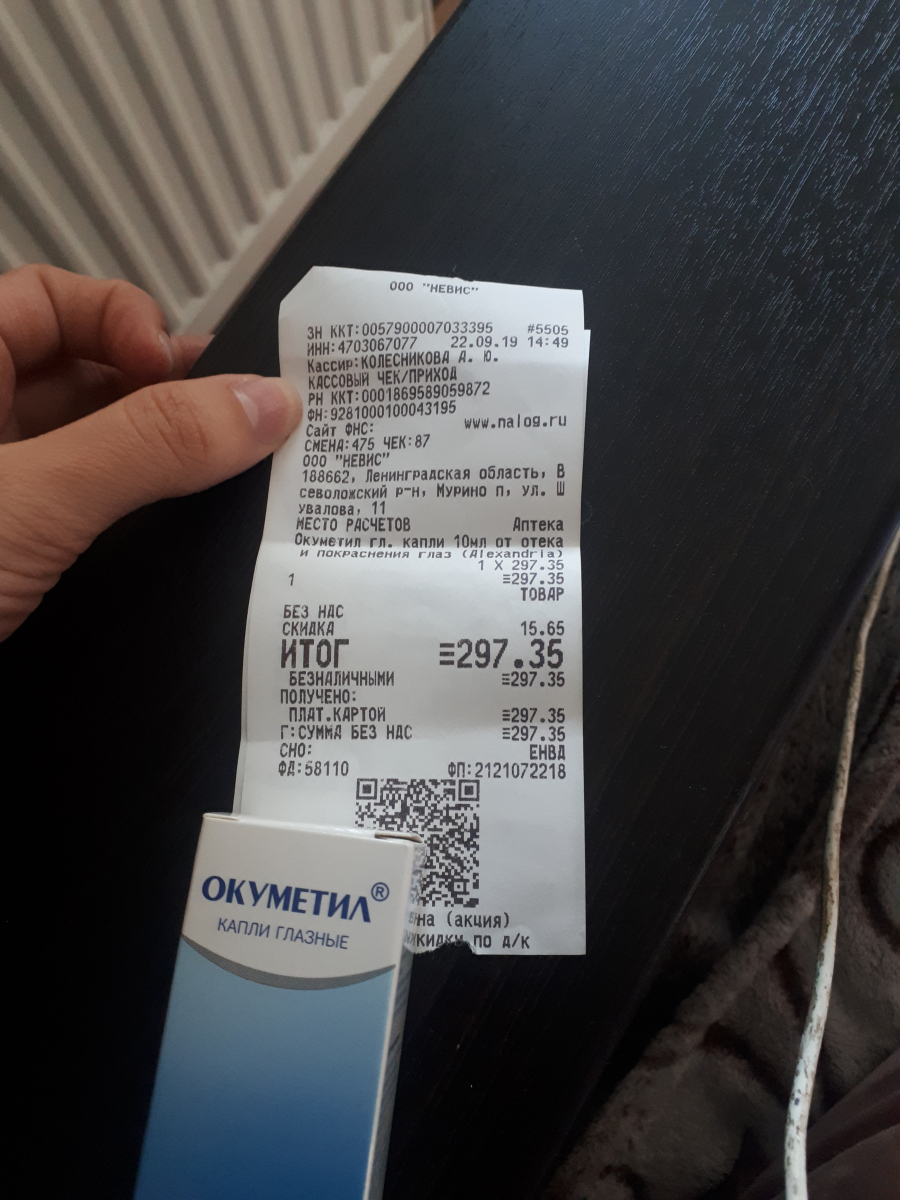 ООО "НЕВИС"
ЗН ККТ:0057900007033395 #5505
ИНН:4703067077 22.09.19 14:49
Кассир:КОЛЕСНИКОВА А. Ю.
КАССОВЫЙ ЧЕК/ПРИХОД
РН ККТ:0001869589059872
ФН:9281000100043195
Сайт ФНС: www.nalog.ru
СМЕНА:475 ЧЕК:87
ООО "НЕВИС"
188662, Ленинградская область, В
севоложский р-н, Мурино п, ул. Ш
увалова, 11
МЕСТО РАСЧЕТОВ Аптека
Окуметил гл. капли 10мл от отека
и покраснения глаз (Alexandria)
1 X 297.35
1 ≡297.35
ТОВАР
БЕЗ НДС
СКИДКА 15.65
ИТОГ ≡297.35
БЕЗНАЛИЧНЫМИ ≡297.35
ПОЛУЧЕНО:
ПЛАТ.КАРТОЙ ≡297.35
Г:СУММА БЕЗ НДС ≡297.35
СНО: ЕНВД
ФД:58110 ФП:2121072218
(акция)
по д/к
ОКУМЕТИЛ®
КАПЛИ ГЛАЗНЫЕ